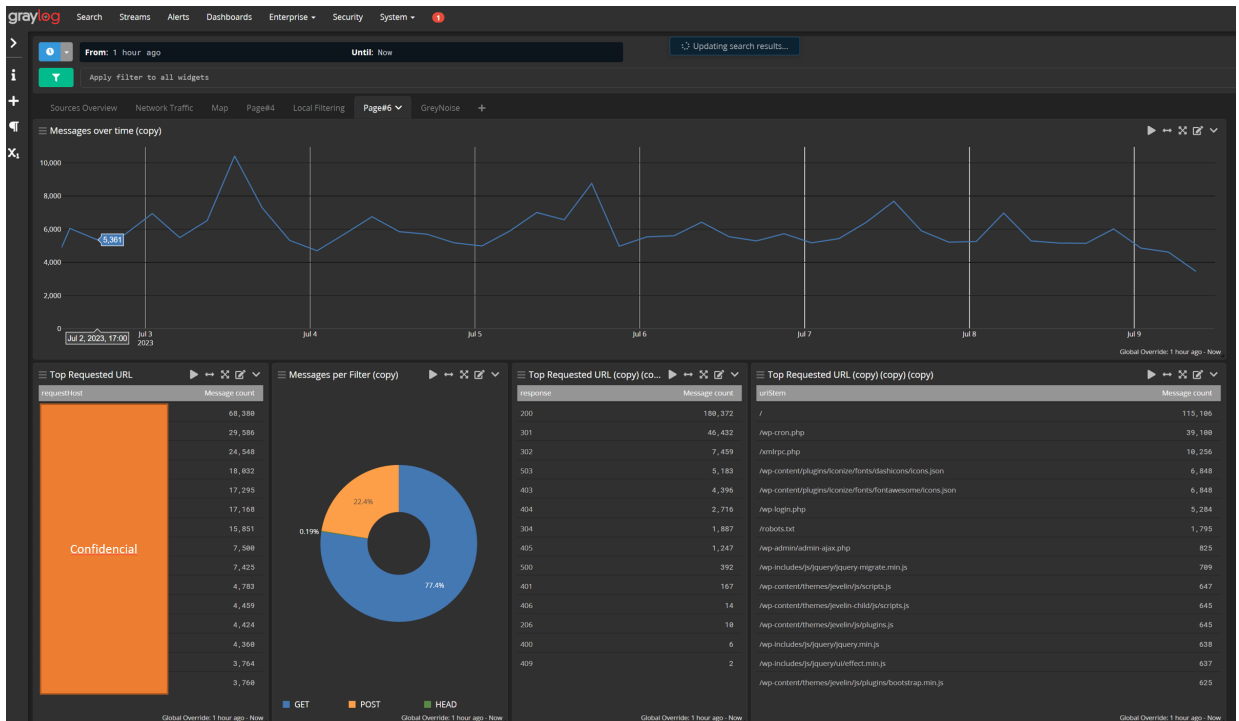 graylog Search Streams Alerts Dashboards Enterprise Security System 1
From: 1 hour ago Until: Now
Updating search results...
Apply filter to all widgets
Sources Overview Network Traffic Map Page#4 Local Filtering Page#6 GreyNoise +
Messages over time (copy)
10,000
8,000
6,000
5,361
4,000
2,000
0
Jul 2, 2023, 17:00
Jul 3 Jul 4 Jul 5 Jul 6 Jul 7 Jul 8 Jul 9
2023
Global Override: 1 hour ago - Now
Top Requested URL
requestHost Message count
68,380
29,586
24,548
18,032
17,295
17,168
15,851
7,500
7,425
4,783
4,459
4,424
4,360
3,764
3,760
Confidencial
Global Override: 1 hour ago - Now
Messages per Filter (copy)
22.4%
0.19%
77.4%
GET POST HEAD
Global Override: 1 hour ago - Now
Top Requested URL (copy) (co...
response Message count
200 180,372
301 46,432
302 7,459
503 5,183
403 4,396
404 2,716
304 1,887
405 1,247
500 392
401 167
406 14
206 10
400 6
409 2
Global Override: 1 hour ago - Now
Top Requested URL (copy) (copy) (copy)
urlStem Message count
/ 115,106
/wp-cron.php 39,100
/xmlrpc.php 10,256
/wp-content/plugins/iconize/fonts/dashicons/icons.json 6,848
/wp-content/plugins/iconize/fonts/fontawesome/icons.json 6,848
/wp-login.php 5,284
/robots.txt 1,795
/wp-admin/admin-ajax.php 825
/wp-includes/js/jquery/jquery-migrate.min.js 709
/wp-content/themes/jevelin/js/scripts.js 647
/wp-content/themes/jevelin-child/js/scripts.js 645
/wp-content/themes/jevelin/js/plugins.js 645
/wp-includes/js/jquery/jquery.min.js 638
/wp-includes/js/jquery/ui/effect.min.js 637
/wp-content/themes/jevelin/js/plugins/bootstrap.min.js 625
Global Override: 1 hour ago - Now